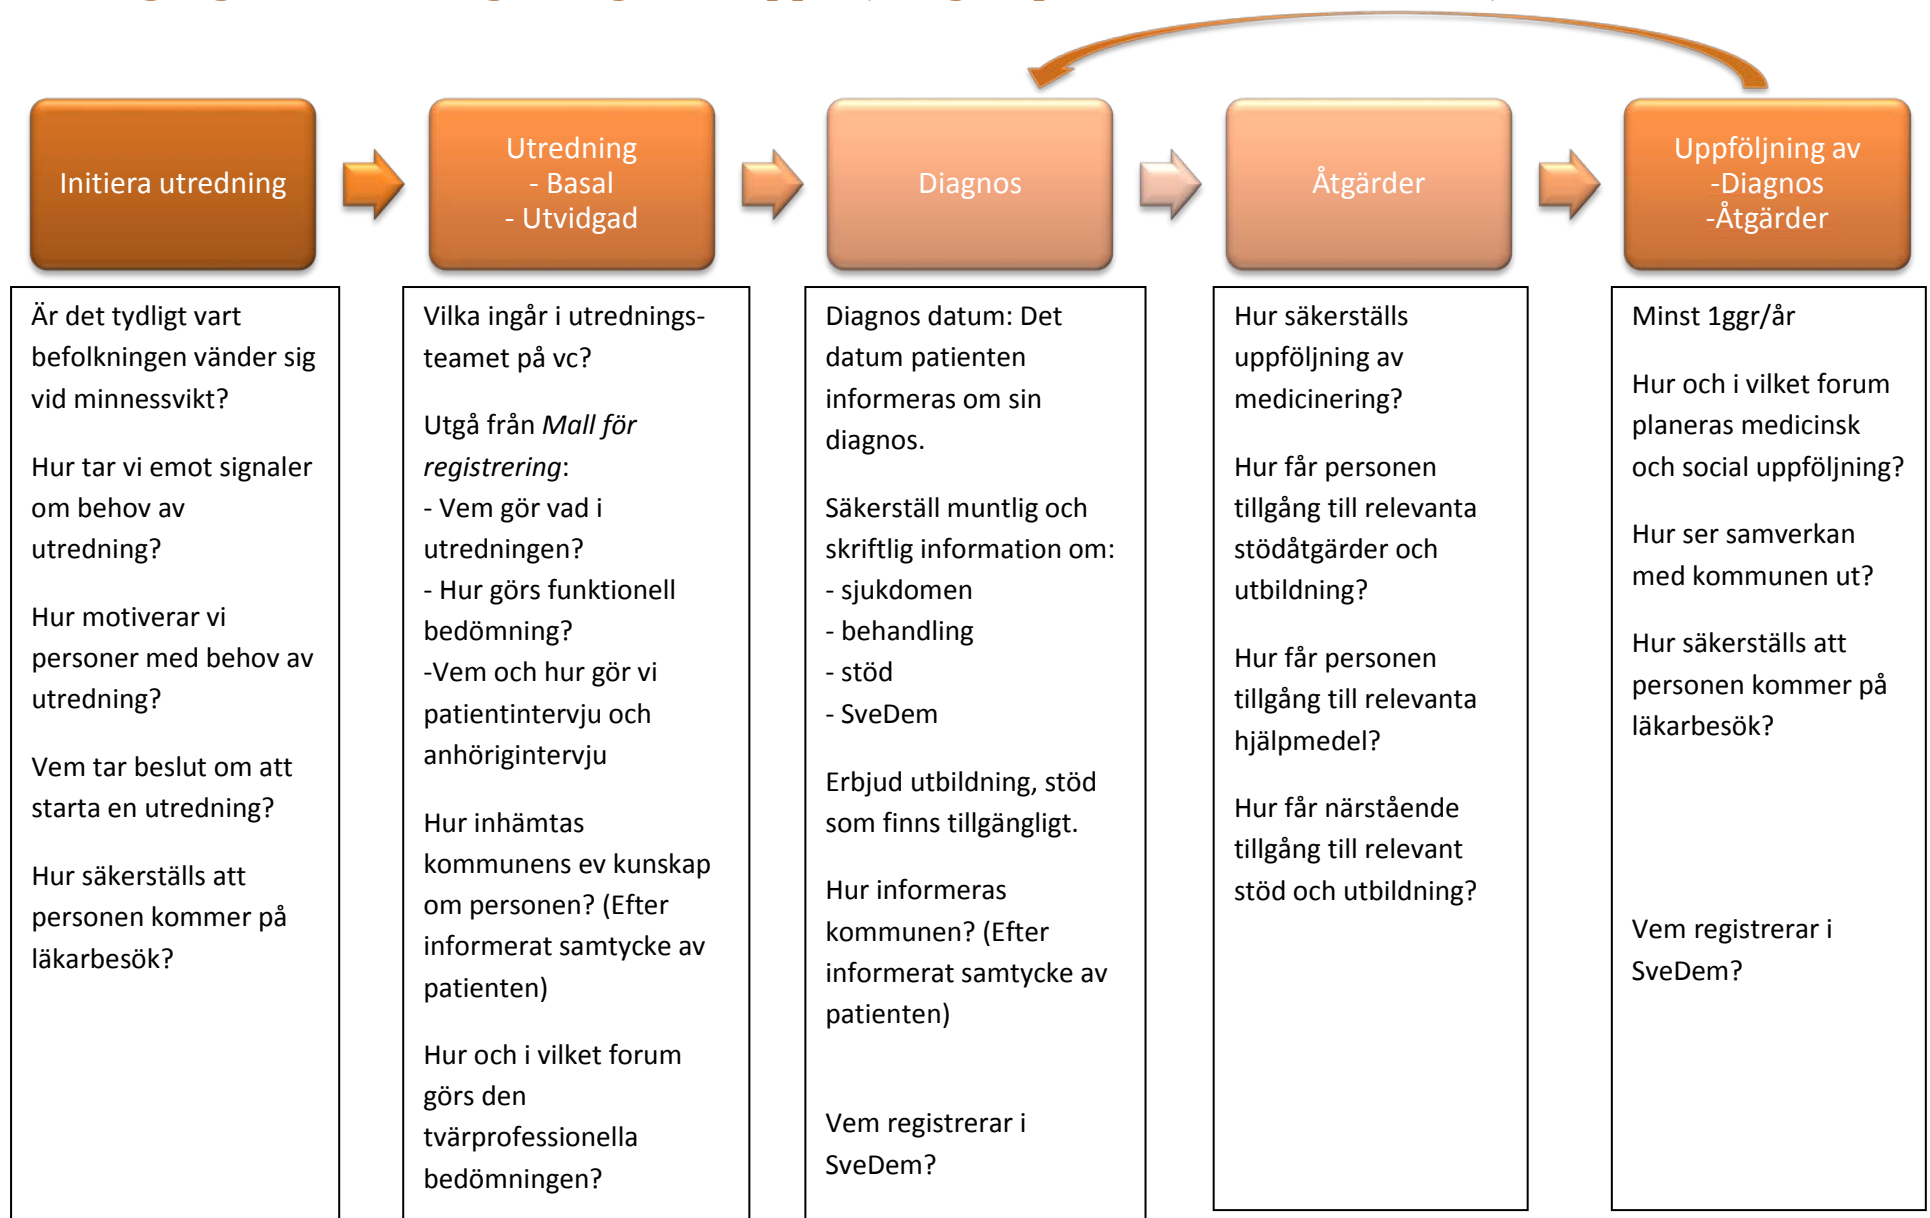 Initiera utredning
Utredning
- Basal
- Utvidgad
Diagnos
Åtgärder
Uppföljning av
-Diagnos
-Åtgärder
Är det tydligt vart
befolkningen vänder sig
vid minnessvikt?
Hur tar vi emot signaler
om behov av
utredning?
Hur motiverar vi
personer med behov av
utredning?
Vem tar beslut om att
starta en utredning?
Hur säkerställs att
personen kommer på
läkarbesök?
Vilka ingår i utrednings-
teamet på vc?
Utgå från Mall för
registrering:
- Vem gör vad i
utredningen?
- Hur görs funktionell
bedömning?
-Vem och hur gör vi
patientintervju och
anhörigintervju
Hur inhämtas
kommunens ev kunskap
om personen? (Efter
informerat samtycke av
patienten)
Hur och i vilket forum
görs den
tvärprofessionella
bedömningen?
Diagnos datum: Det
datum patienten
informeras om sin
diagnos.
Säkerställ muntlig och
skriftlig information om:
- sjukdomen
- behandling
- stöd
- SveDem
Erbjud utbildning, stöd
som finns tillgängligt.
Hur informeras
kommunen? (Efter
informerat samtycke av
patienten)
Vem registrerar i
SveDem?
Hur säkerställs
uppföljning av
medicinering?
Hur får personen
tillgång till relevanta
stödåtgärder och
utbildning?
Hur får personen
tillgång till relevanta
hjälpmedel?
Hur får närstående
tillgång till relevant
stöd och utbildning?
Minst 1ggr/år
Hur och i vilket forum
planeras medicinsk
och social uppföljning?
Hur ser samverkan
med kommunen ut?
Hur säkerställs att
personen kommer på
läkarbesök?
Vem registrerar i
SveDem?